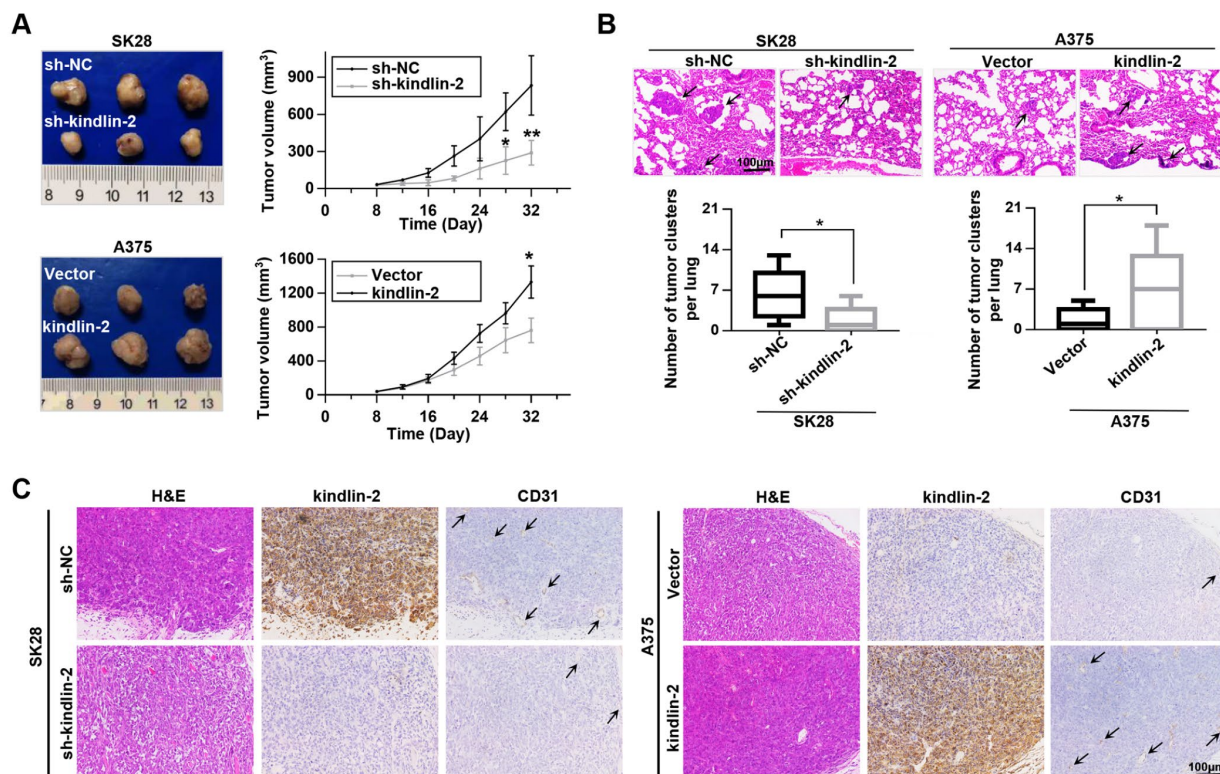 A
SK28
sh-NC
sh-kindlin-2
8 9 10 11 12 13
Tumor volume (mm3)
900
600
300
0
sh-NC
sh-kindlin-2
*
**
0 8 16 24 32
Time (Day)
A375
Vector
kindlin-2
7 8 9 10 11 12 13
Tumor volume (mm3)
1600
1200
800
400
0
Vector
kindlin-2
*
0 8 16 24 32
Time (Day)
B
SK28
sh-NC sh-kindlin-2
100μm
A375
Vector kindlin-2
Number of tumor clusters
per lung
21
14
7
0
*
sh-NC
sh-kindlin-2
SK28
Number of tumor clusters
per lung
21
14
7
0
*
Vector
kindlin-2
A375
C
H&E kindlin-2 CD31
SK28
sh-NC
sh-kindlin-2
H&E kindlin-2 CD31
A375
Vector
kindlin-2
100μm